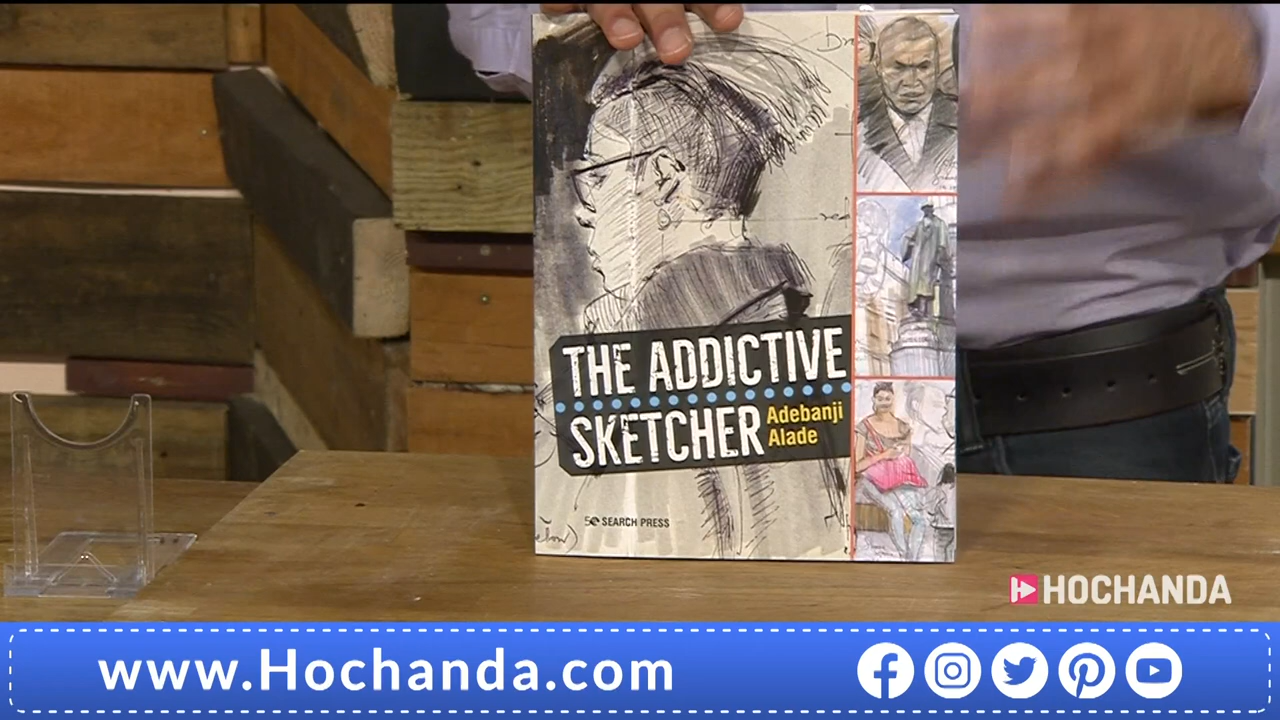 THE ADDICTIVE
SKETCHER
Adebanji
Alade
SEARCH PRESS
HOCHANDA
www.Hochanda.com